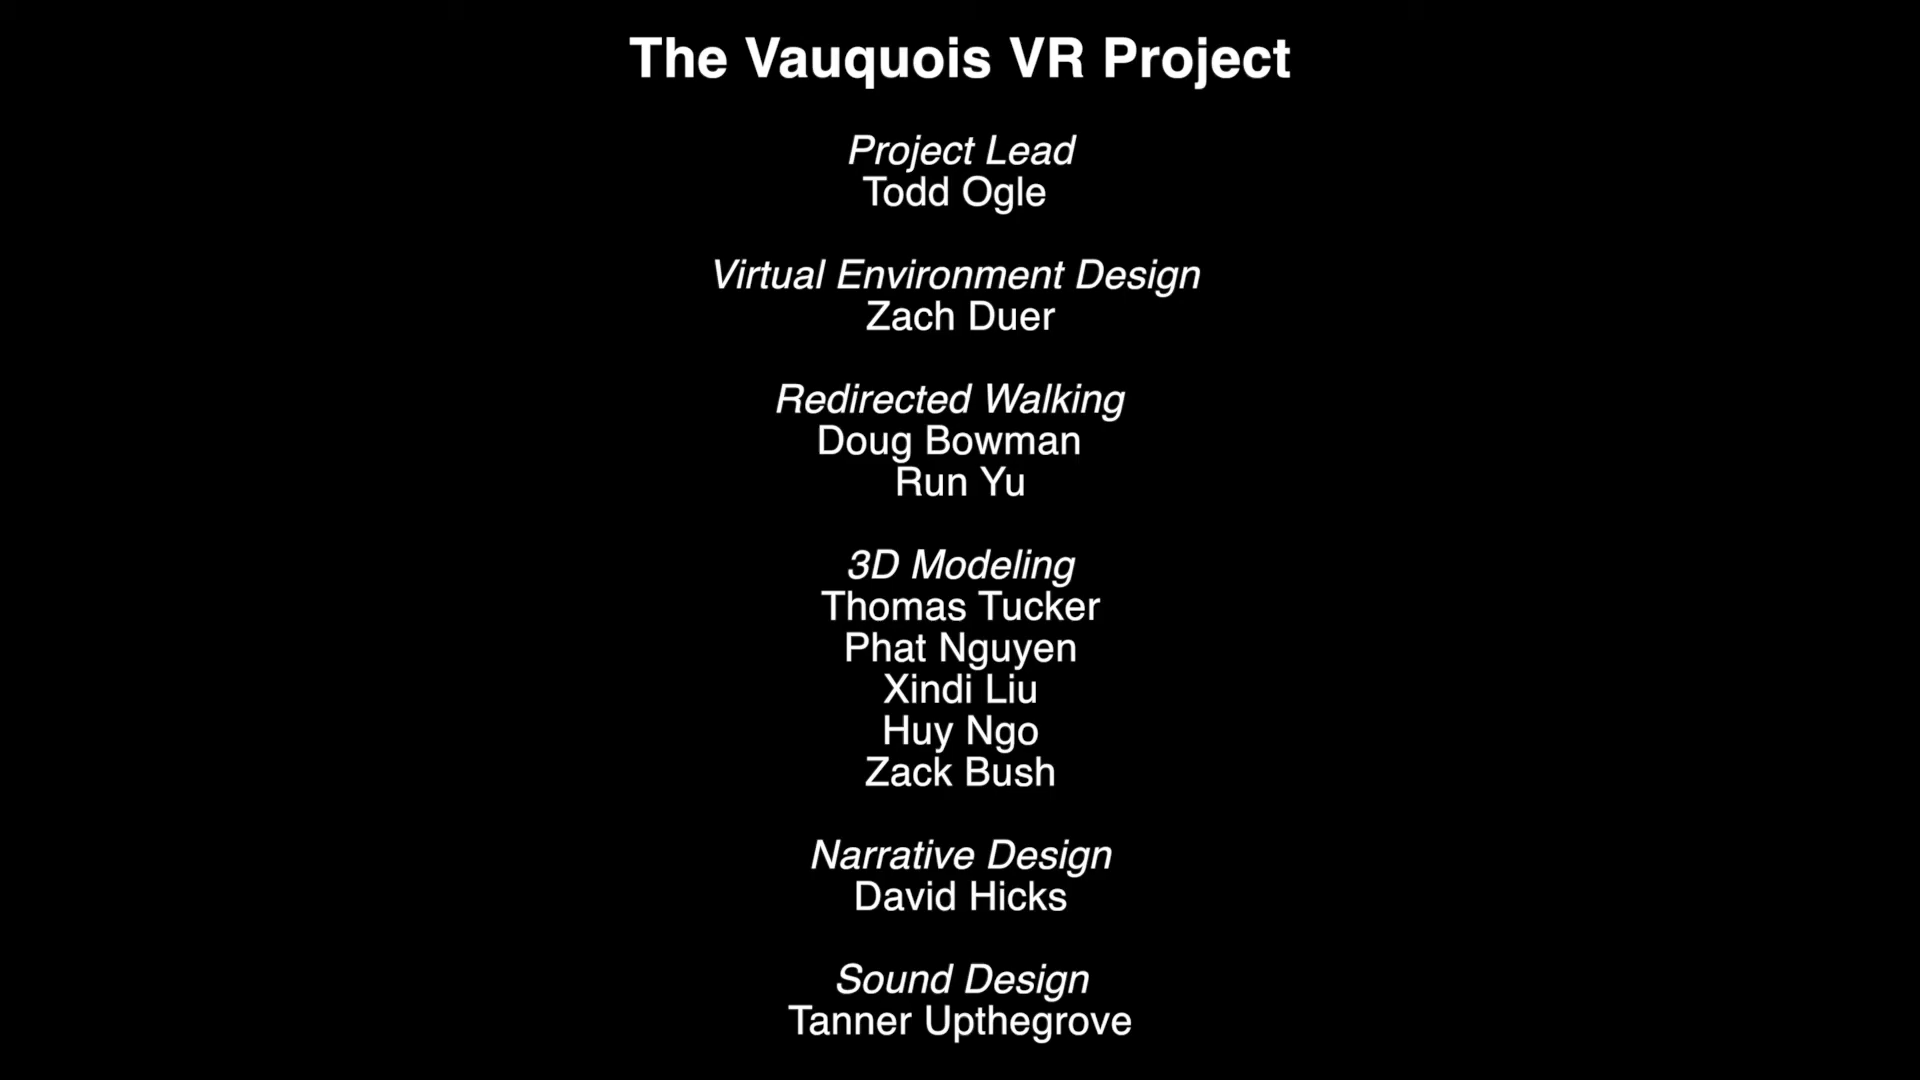 The Vauquois VR Project
Project Lead
Todd Ogle
Virtual Environment Design
Zach Duer
Redirected Walking
Doug Bowman
Run Yu
3D Modeling
Thomas Tucker
Phat Nguyen
Xindi Liu
Huy Ngo
Zack Bush
Narrative Design
David Hicks
Sound Design
Tanner Upthegrove